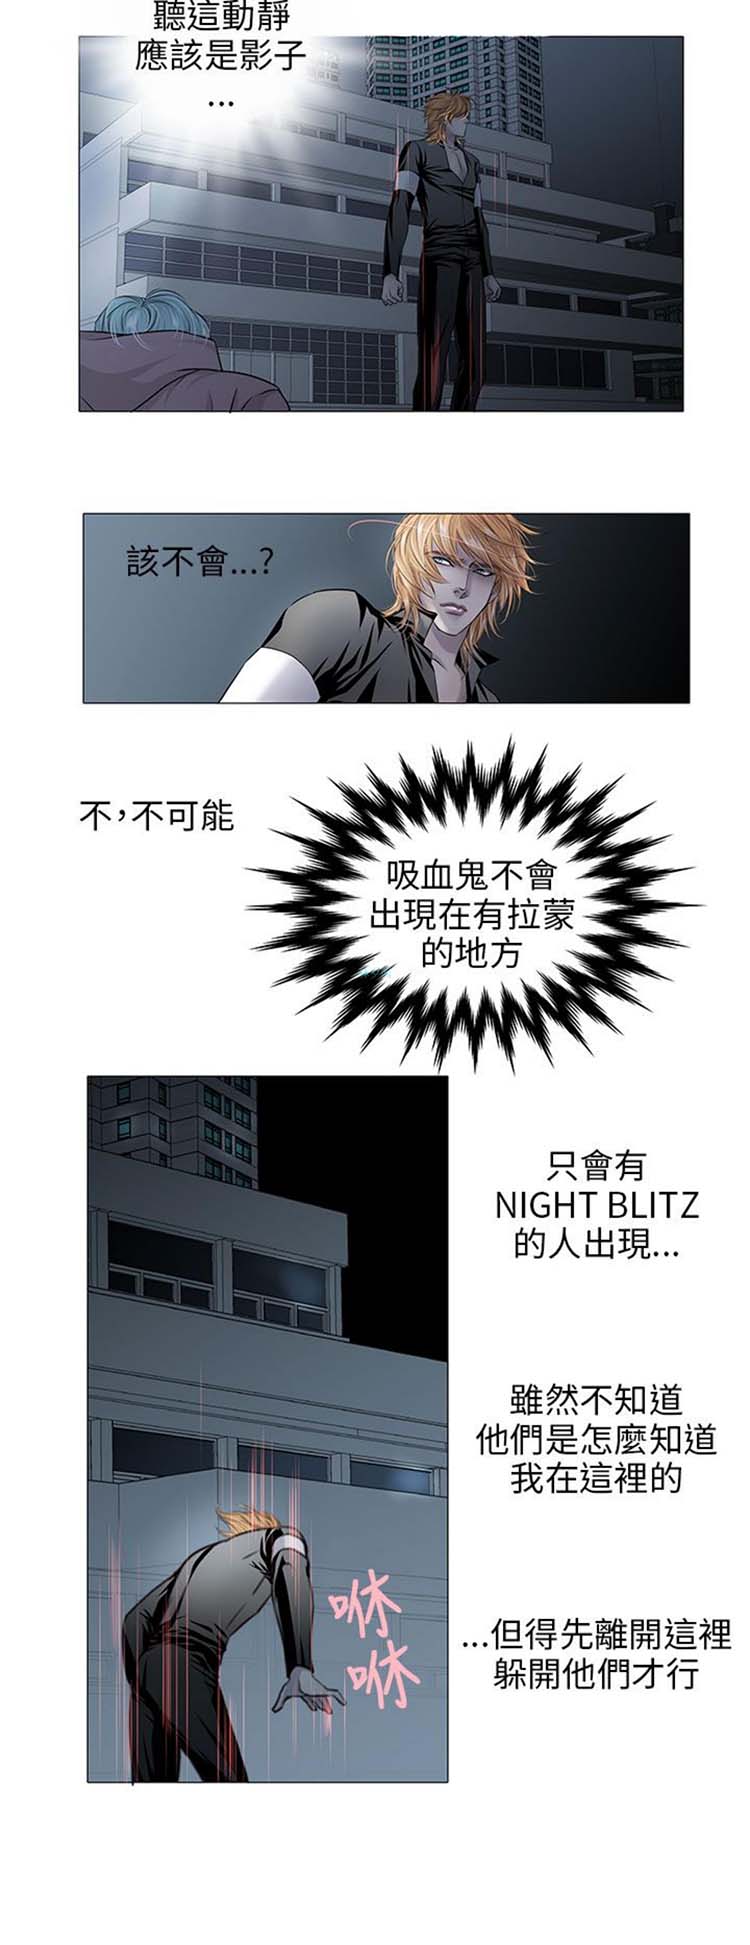 聽這動靜
應該是影子
...
該不會...?
不，不可能
吸血鬼不會
出現在有拉蒙
的地方
只會有
NIGHT BLITZ
的人出現...
雖然不知道
他們是怎麼知道
我在這裡的
咻
咻
...但得先離開這裡
躲開他們才行